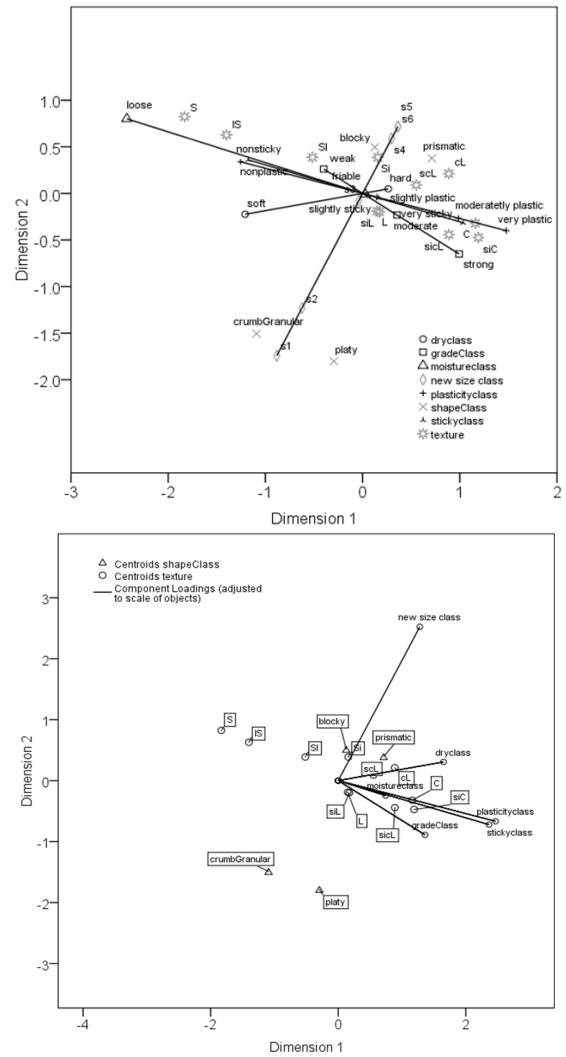 loose
S
lS
nonsticky
nonplastic
Sl
weak
friable
soft
s3
blocky
s5
s6
s4
prismatic
cL
scL
Si
hard
slightly plastic
slightly sticky
very sticky
siL
L
moderate
moderatetly plastic
very plastic
C
siC
sicL
strong
s2
crumbGranular
s1
platy
1.0
0.5
0.0
-0.5
-1.0
-1.5
-2.0
Dimension 2
dryclass
gradeClass
moistureclass
new size class
plasticityclass
shapeClass
stickyclass
texture
-3
-2
-1
0
1
2
Dimension 1
Centroids shapeClass
Centroids texture
Component Loadings (adjusted
to scale of objects)
new size class
S
lS
Sl
blocky
Si
prismatic
dryclass
scL
cL
moistureclass
C
siC
plasticityclass
stickyclass
siL
L
sicL
gradeClass
crumbGranular
platy
3
2
1
0
-1
-2
-3
Dimension 2
-4
-2
0
2
Dimension 1